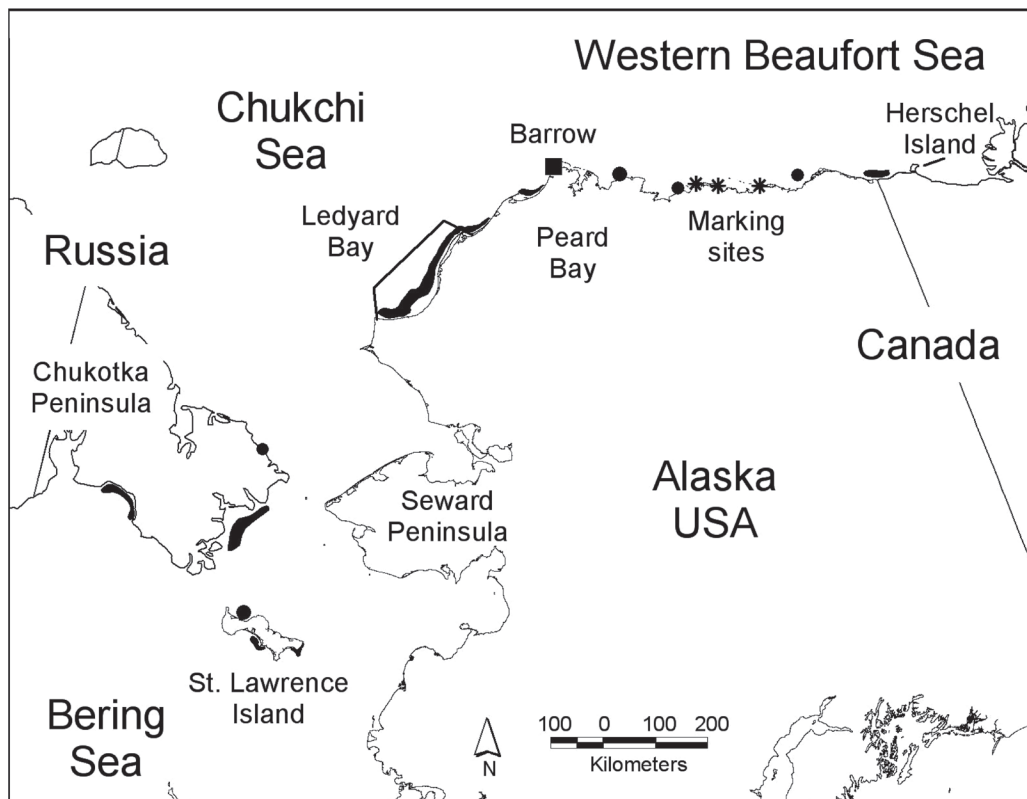 Western Beaufort Sea
Chukchi
Sea
Herschel
Island
Barrow
Ledyard
Bay
Peard
Bay
Marking
sites
Russia
Canada
Chukotka
Peninsula
Alaska
USA
Seward
Peninsula
St. Lawrence
Island
Bering
Sea
N
100 0 100 200
Kilometers